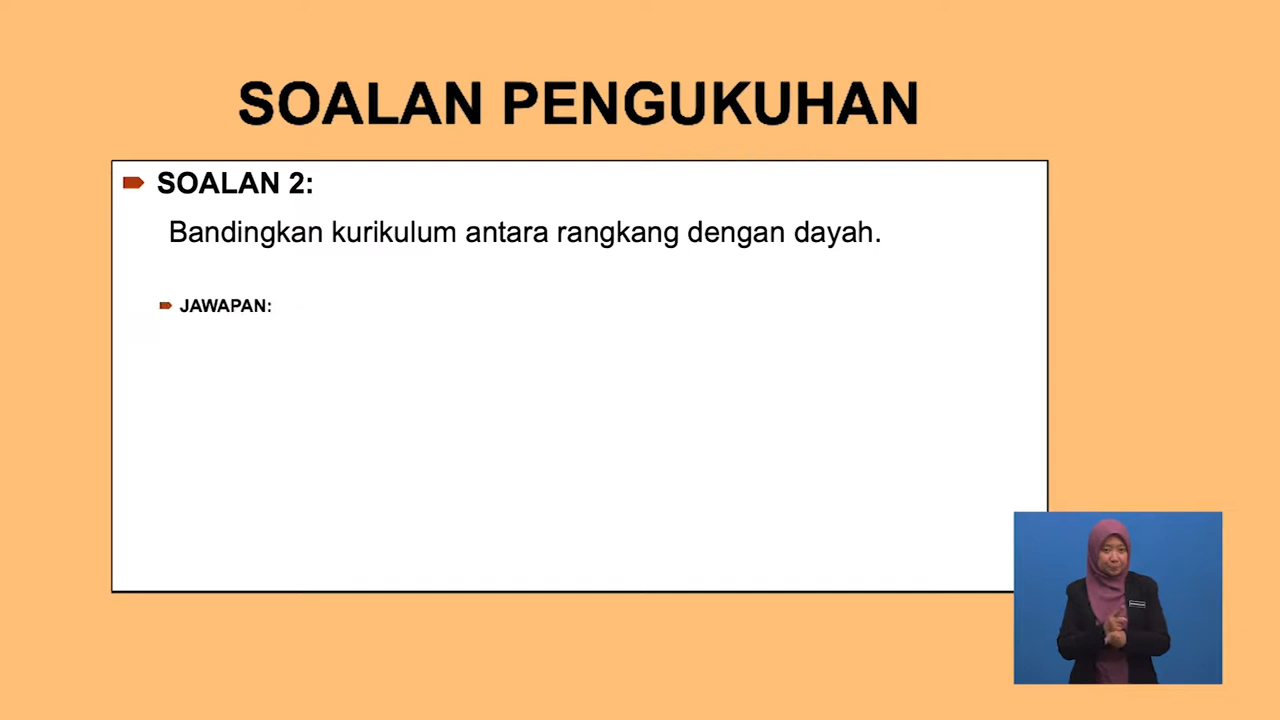 SOALAN PENGUKUHAN
SOALAN 2:
Bandingkan kurikulum antara rangkang dengan dayah.
JAWAPAN: